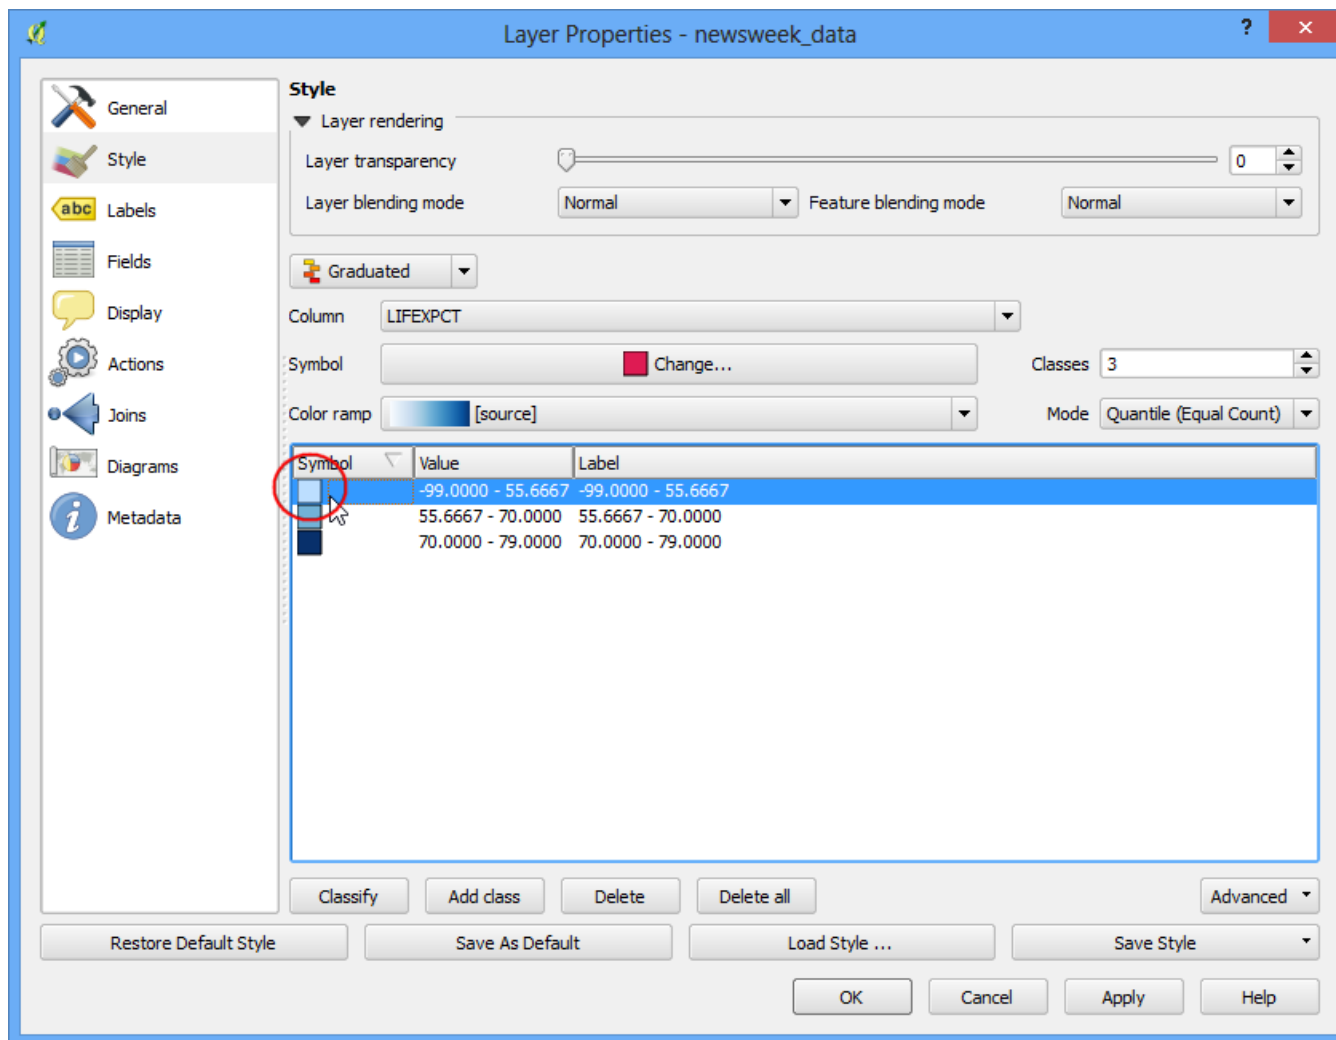 Layer Properties - newsweek_data
?
General
Style
abc Labels
Fields
Display
Actions
Joins
Diagrams
i Metadata
Style
Layer rendering
Layer transparency 0
Layer blending mode Normal Feature blending mode Normal
Graduated
Column LIFEXPCT
Symbol Change... Classes 3
Color ramp [source] Mode Quantile (Equal Count)
Symbol Value Label
-99.0000 - 55.6667 -99.0000 - 55.6667
55.6667 - 70.0000 55.6667 - 70.0000
70.0000 - 79.0000 70.0000 - 79.0000
Classify Add class Delete Delete all Advanced
Restore Default Style Save As Default Load Style ... Save Style
OK Cancel Apply Help